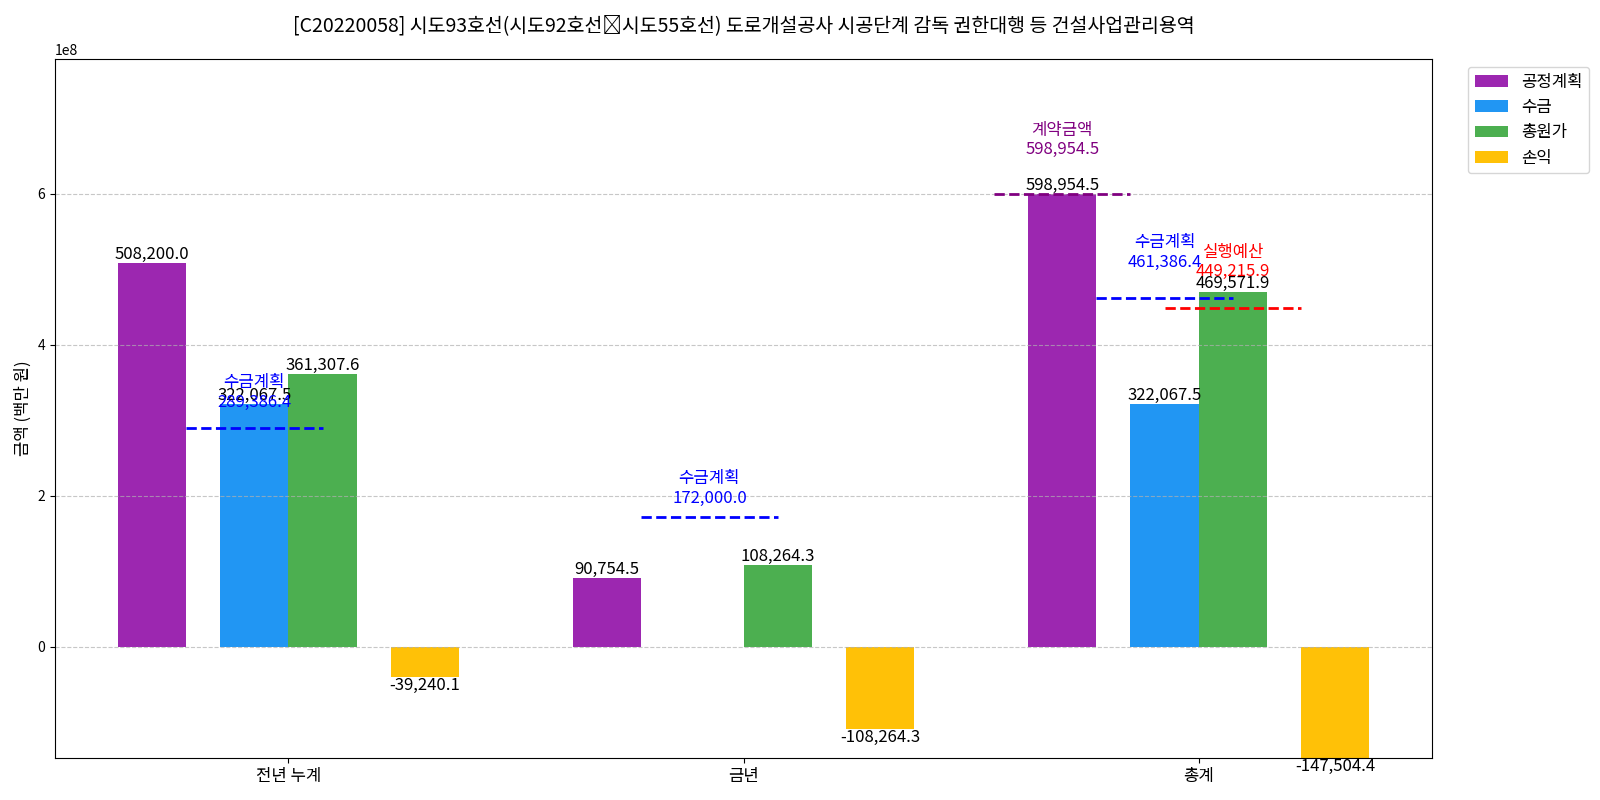 [C20220058] 시도93호선(시도92호선시도55호선) 도로개설공사 시공단계 감독 권한대행 등 건설사업관리용역
1e8
공정계획
수금
총원가
손익
계약금액
598,954.5
598,954.5
6
수금계획
461,386.4
실행예산
449,215.9
469,571.9
508,200.0
4
361,307.6
수금계획
322,067.5
289,386.4
322,067.5
금액 (백만 원)
수금계획
172,000.0
2
90,754.5
108,264.3
0
-39,240.1
-108,264.3
-147,504.4
전년 누계
금년
총계